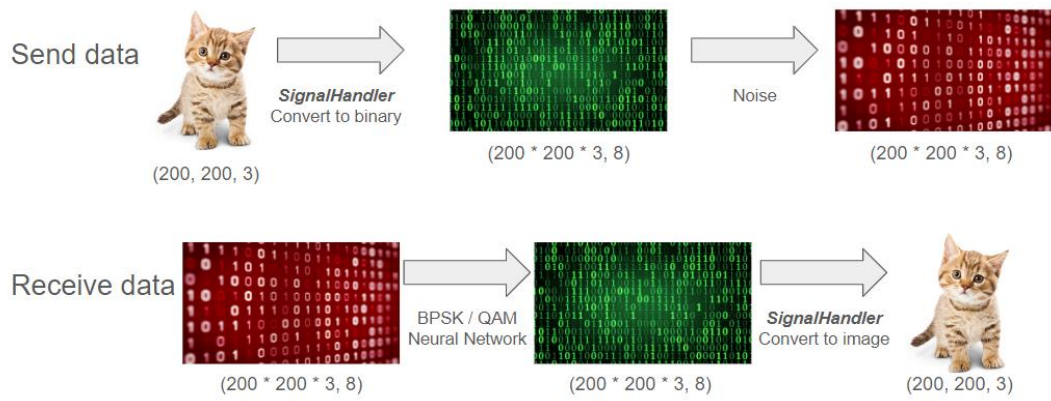 Send data
SignalHandler
Convert to binary
Noise
(200, 200, 3)
(200 * 200 * 3, 8)
(200 * 200 * 3, 8)
Receive data
BPSK / QAM
Neural Network
SignalHandler
Convert to image
(200 * 200 * 3, 8)
(200 * 200 * 3, 8)
(200, 200, 3)